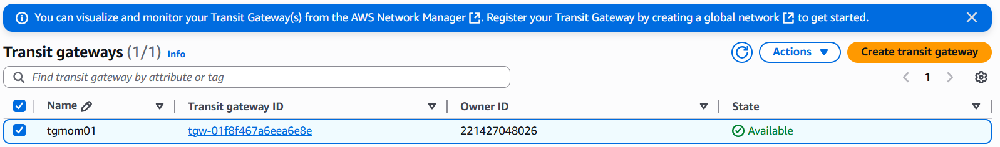 You can visualize and monitor your Transit Gateway(s) from the AWS Network Manager. Register your Transit Gateway by creating a global network to get started.
Transit gateways (1/1) Info
Actions
Create transit gateway
Find transit gateway by attribute or tag
1
Name Transit gateway ID Owner ID State
tgmom01 tgw-01f8f467a6eea6e8e 221427048026 Available